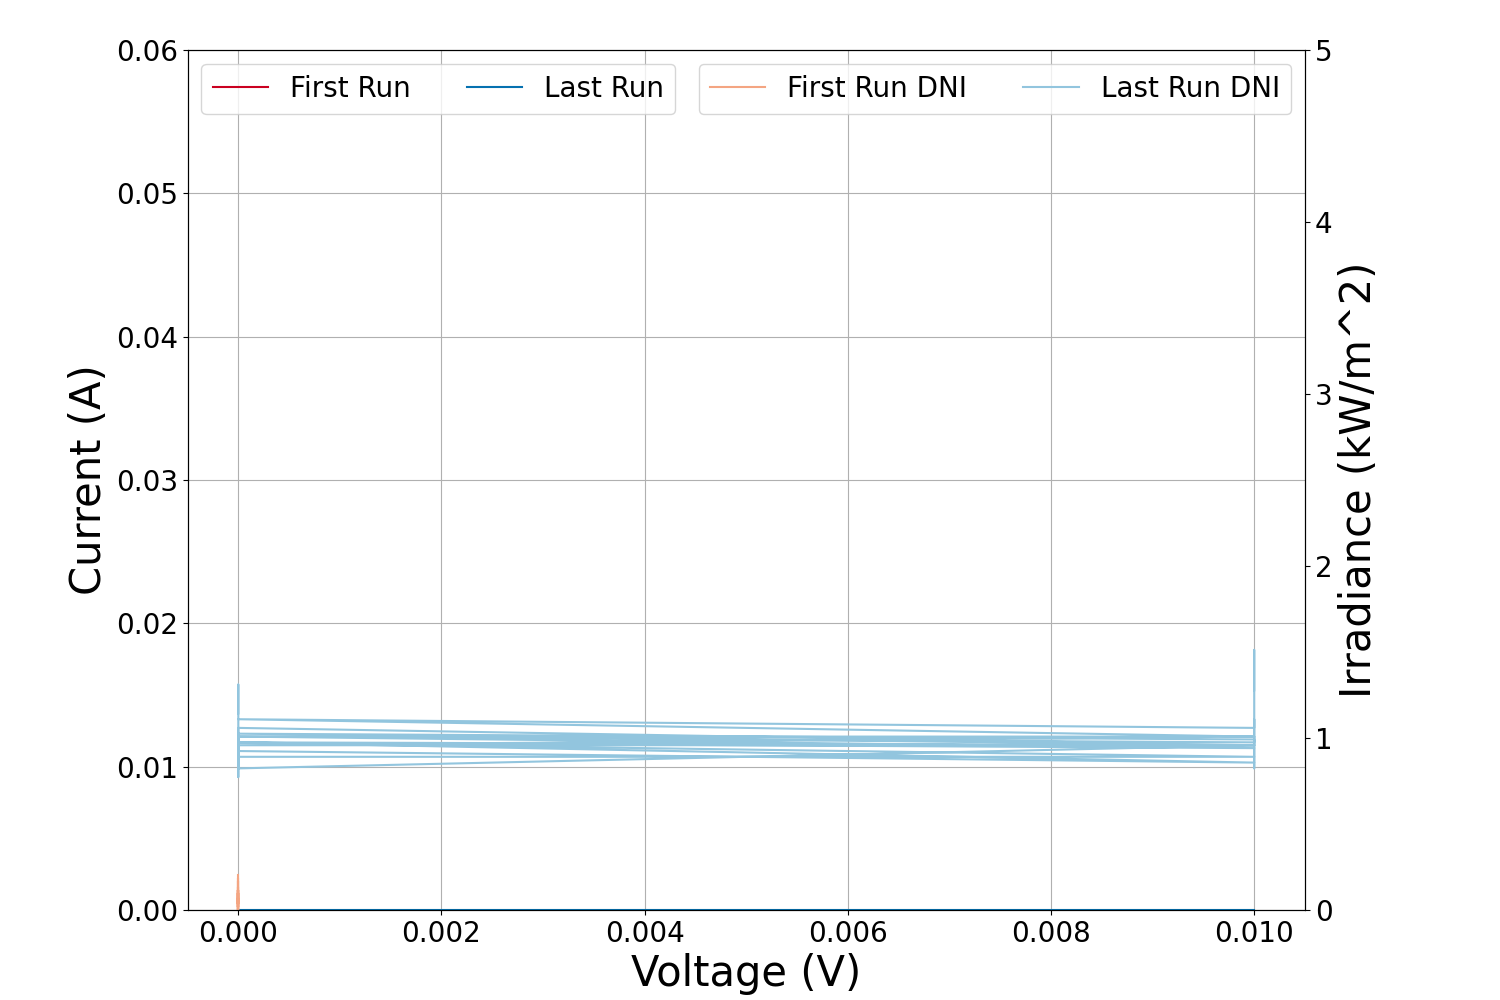 First Run
Last Run
First Run DNI
Last Run DNI
0.06
0.05
0.04
0.03
0.02
0.01
0.00
Current (A)
5
4
3
2
1
0
Irradiance (kW/m^2)
0.000 0.002 0.004 0.006 0.008 0.010
Voltage (V)